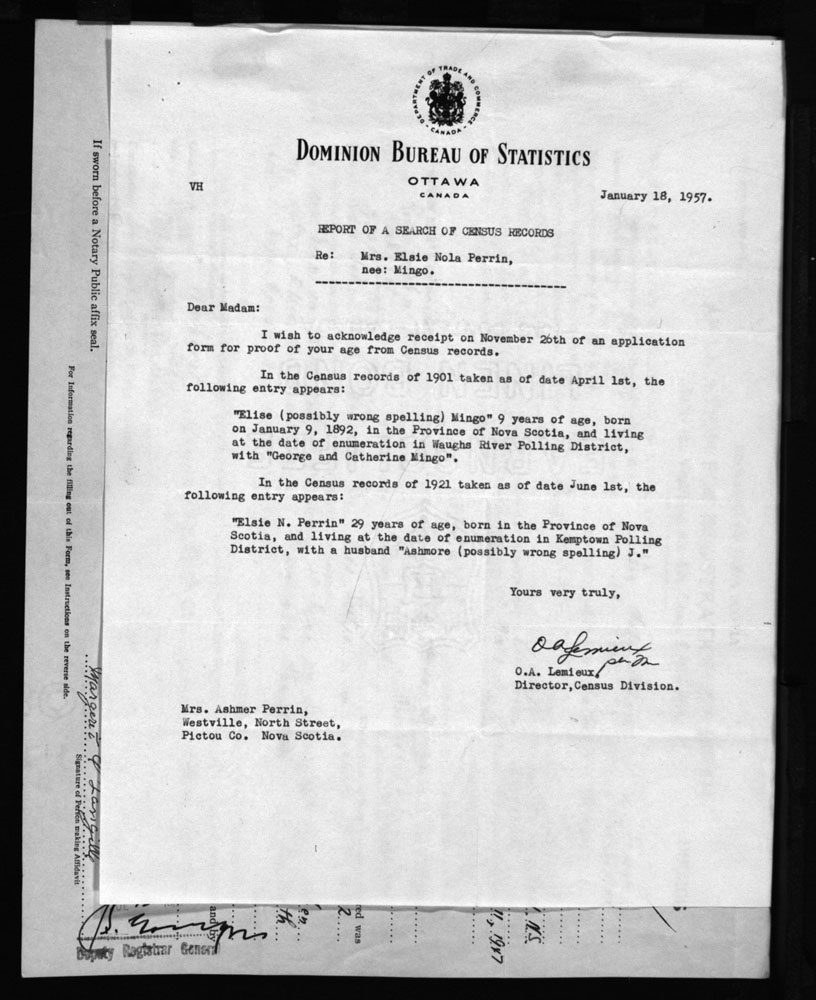 DEPARTMENT OF TRADE AND COMMERCE
CANADA
DOMINION BUREAU OF STATISTICS
OTTAWA
CANADA
VH
January 18, 1957.
REPORT OF A SEARCH OF CENSUS RECORDS
Re: Mrs. Elsie Nola Perrin,
nee: Mingo.
Dear Madam:
I wish to acknowledge receipt on November 26th of an application
form for proof of your age from Census records.
In the Census records of 1901 taken as of date April 1st, the
following entry appears:
"Elise (possibly wrong spelling) Mingo" 9 years of age, born
on January 9, 1892, in the Province of Nova Scotia, and living
at the date of enumeration in Waughs River Polling District,
with "George and Catherine Mingo".
In the Census records of 1921 taken as of date June 1st, the
following entry appears:
"Elsie N. Perrin" 29 years of age, born in the Province of Nova
Scotia, and living at the date of enumeration in Kemptown Polling
District, with a husband "Ashmore (possibly wrong spelling) J."
Yours very truly,
O A Lemieux
per
O.A. Lemieux,
Director,Census Division.
Mrs. Ashmer Perrin,
Westville, North Street,
Pictou Co. Nova Scotia.
If sworn before a Notary Public affix seal.
For Information regarding the filling out of this Form, see Instructions on the reverse side.
Signature of Person making Affidavit
and by
red was
2
N.S.
11, 1947
Deputy Registrar General